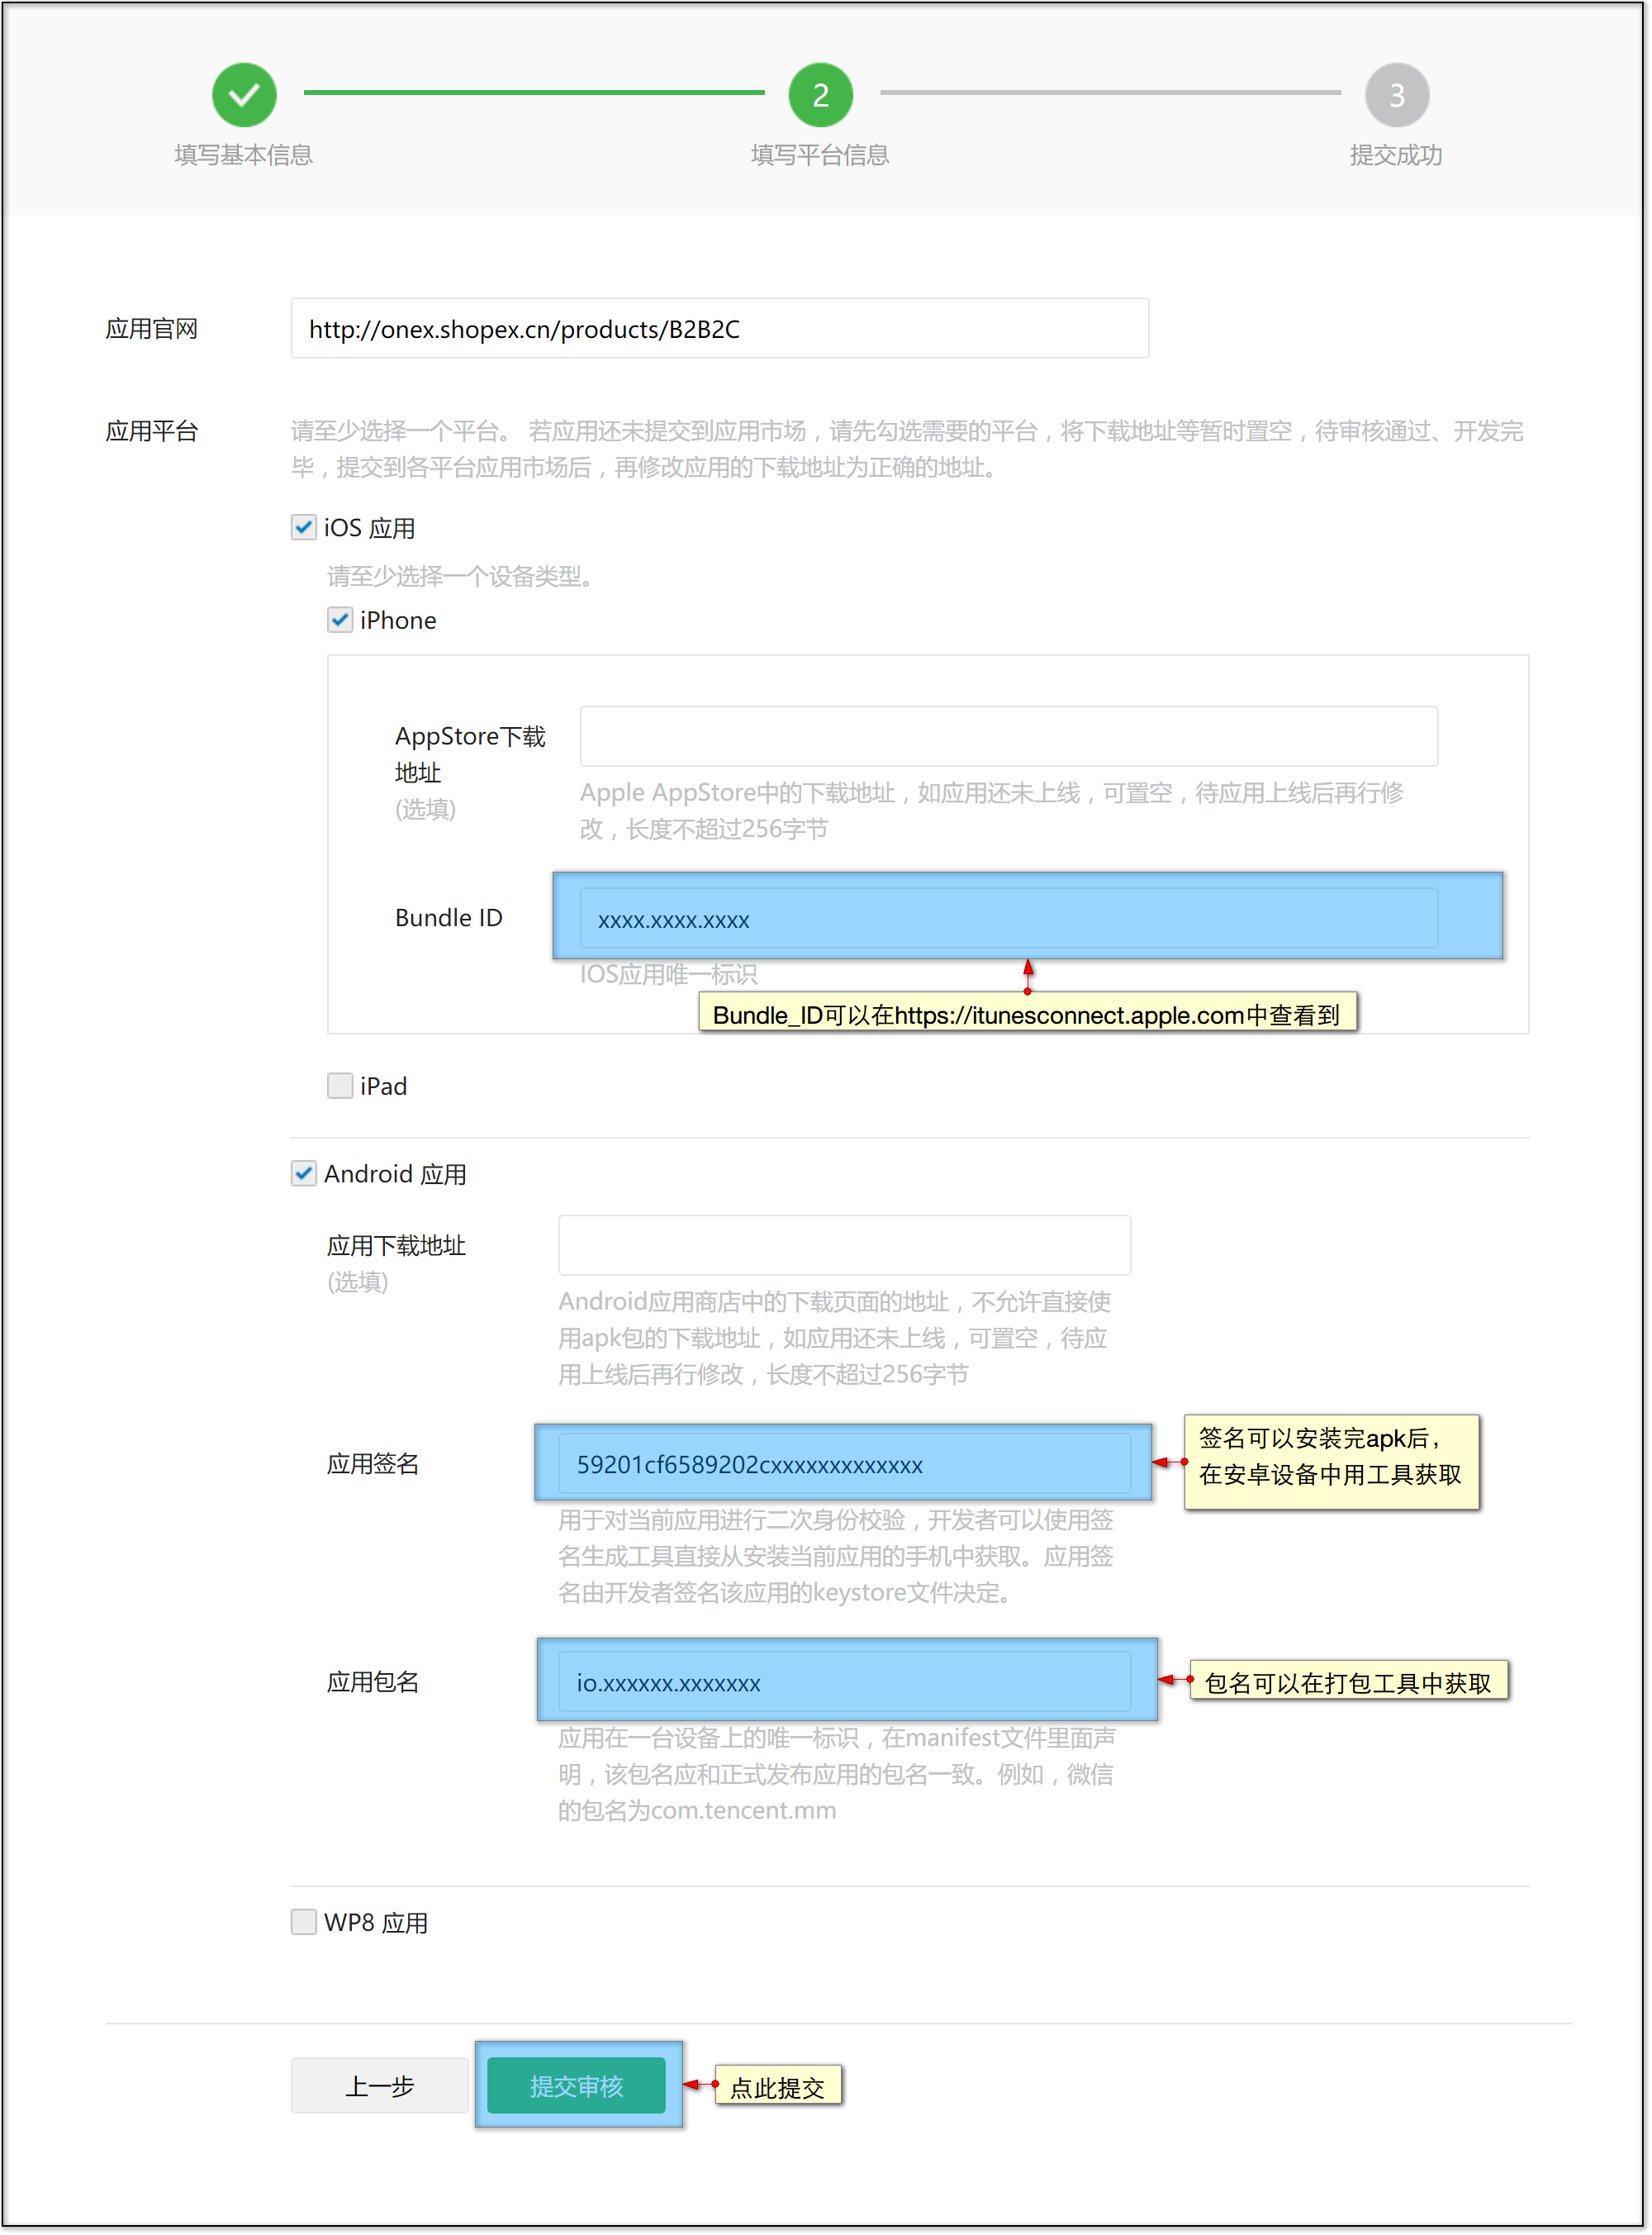 2
3
填写基本信息
填写平台信息
提交成功
应用官网
http://onex.shopex.cn/products/B2B2C
应用平台
请至少选择一个平台。 若应用还未提交到应用市场，请先勾选需要的平台，将下载地址等暂时置空，待审核通过、开发完
毕，提交到各平台应用市场后，再修改应用的下载地址为正确的地址。
iOS 应用
请至少选择一个设备类型。
iPhone
AppStore下载
地址
(选填)
Apple AppStore中的下载地址，如应用还未上线，可置空，待应用上线后再行修
改，长度不超过256字节
Bundle ID
xxxx.xxxx.xxxx
IOS应用唯一标识
Bundle_ID可以在https://itunesconnect.apple.com中查看到
iPad
Android 应用
应用下载地址
(选填)
Android应用商店中的下载页面的地址，不允许直接使
用apk包的下载地址，如应用还未上线，可置空，待应
用上线后再行修改，长度不超过256字节
应用签名
59201cf6589202cxxxxxxxxxxxxx
签名可以安装完apk后，
在安卓设备中用工具获取
用于对当前应用进行二次身份校验，开发者可以使用签
名生成工具直接从安装当前应用的手机中获取。应用签
名由开发者签名该应用的keystore文件决定。
应用包名
io.xxxxxx.xxxxxxx
包名可以在打包工具中获取
应用在一台设备上的唯一标识，在manifest文件里面声
明，该包名应和正式发布应用的包名一致。例如，微信
的包名为com.tencent.mm
WP8 应用
上一步
提交审核
点此提交